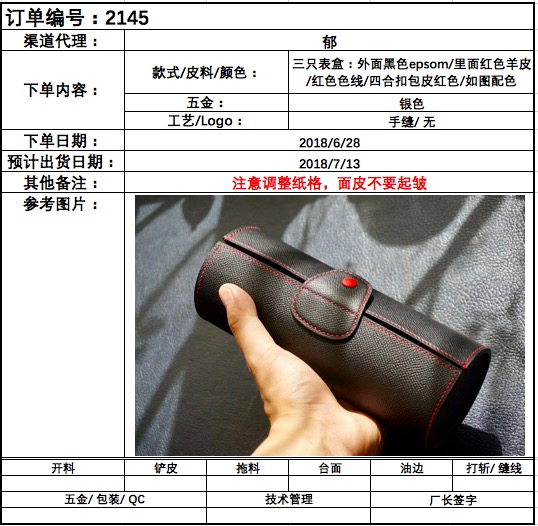 订单编号：2145
渠道代理：
郁
下单内容：
款式/皮料/颜色：
三只表盒：外面黑色epsom/里面红色羊皮
/红色色线/四合扣包皮红色/如图配色
五金：
银色
工艺/Logo：
手缝/ 无
下单日期：
2018/6/28
预计出货日期：
2018/7/13
其他备注：
注意调整纸格，面皮不要起皱
参考图片：
开料
铲皮
拖料
台面
油边
打斩/ 缝线
五金/ 包装/ QC
技术管理
厂长签字